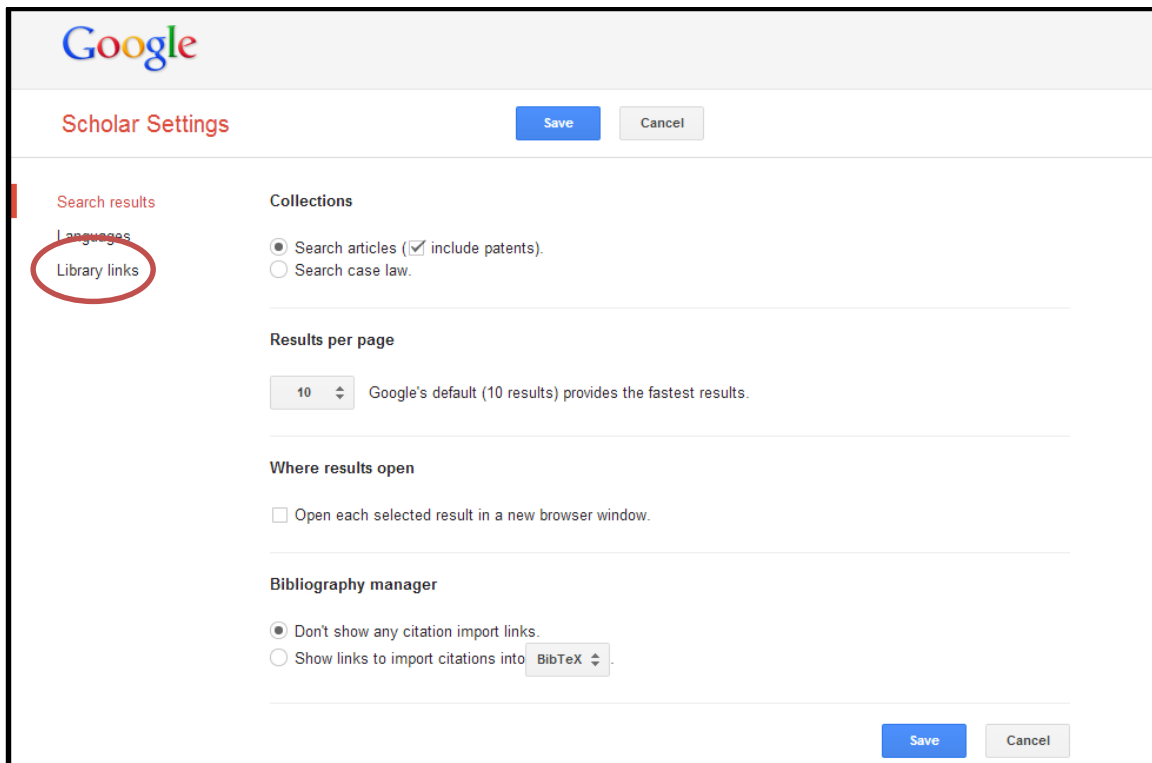 Google
Scholar Settings
Save
Cancel
Search results
Languages
Library links
Collections
Search articles (include patents).
Search case law.
Results per page
10
Google's default (10 results) provides the fastest results.
Where results open
Open each selected result in a new browser window.
Bibliography manager
Don't show any citation import links.
Show links to import citations into BibTeX .
Save
Cancel